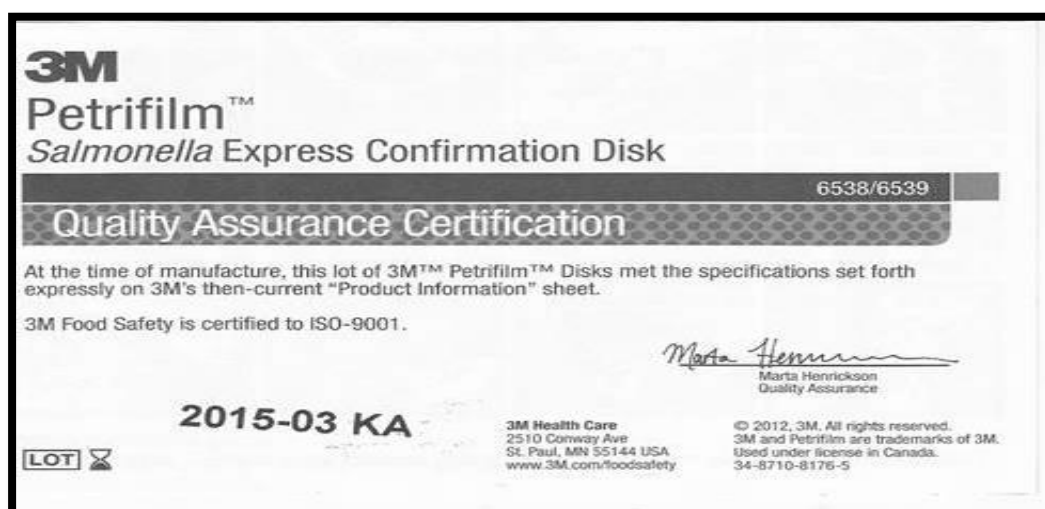 3M
Petrifilm™
Salmonella Express Confirmation Disk
6538/6539
Quality Assurance Certification
At the time of manufacture, this lot of 3M™ Petrifilm™ Disks met the specifications set forth
expressly on 3M's then-current “Product Information” sheet.
3M Food Safety is certified to ISO-9001.
Marta Henrickson
Quality Assurance
2015-03 KA
LOT
3M Health Care
2510 Conway Ave
St. Paul, MN 55144 USA
www.3M.com/foodsafety
© 2012, 3M. All rights reserved.
3M and Petrifilm are trademarks of 3M.
Used under license in Canada.
34-8710-8176-5